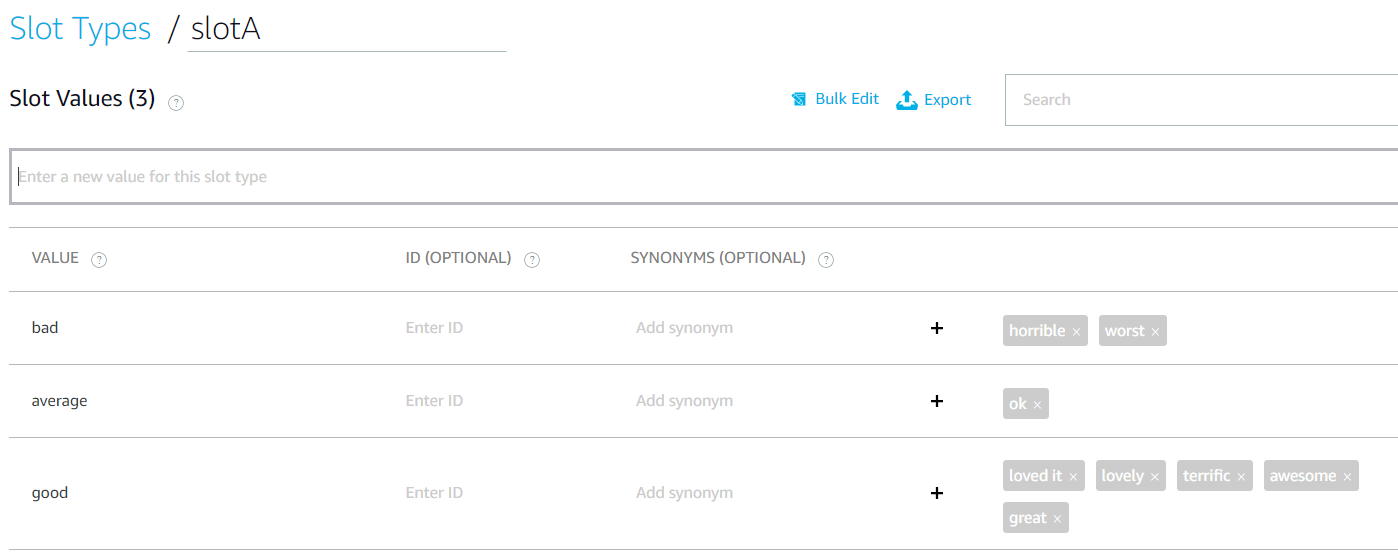 Slot Types / slotA
Slot Values (3) ?
Bulk Edit Export Search
Enter a new value for this slot type
VALUE ? ID (OPTIONAL) ? SYNONYMS (OPTIONAL) ?
bad Enter ID Add synonym + horrible × worst ×
average Enter ID Add synonym + ok ×
good Enter ID Add synonym + loved it × lovely × terrific × awesome ×
great ×